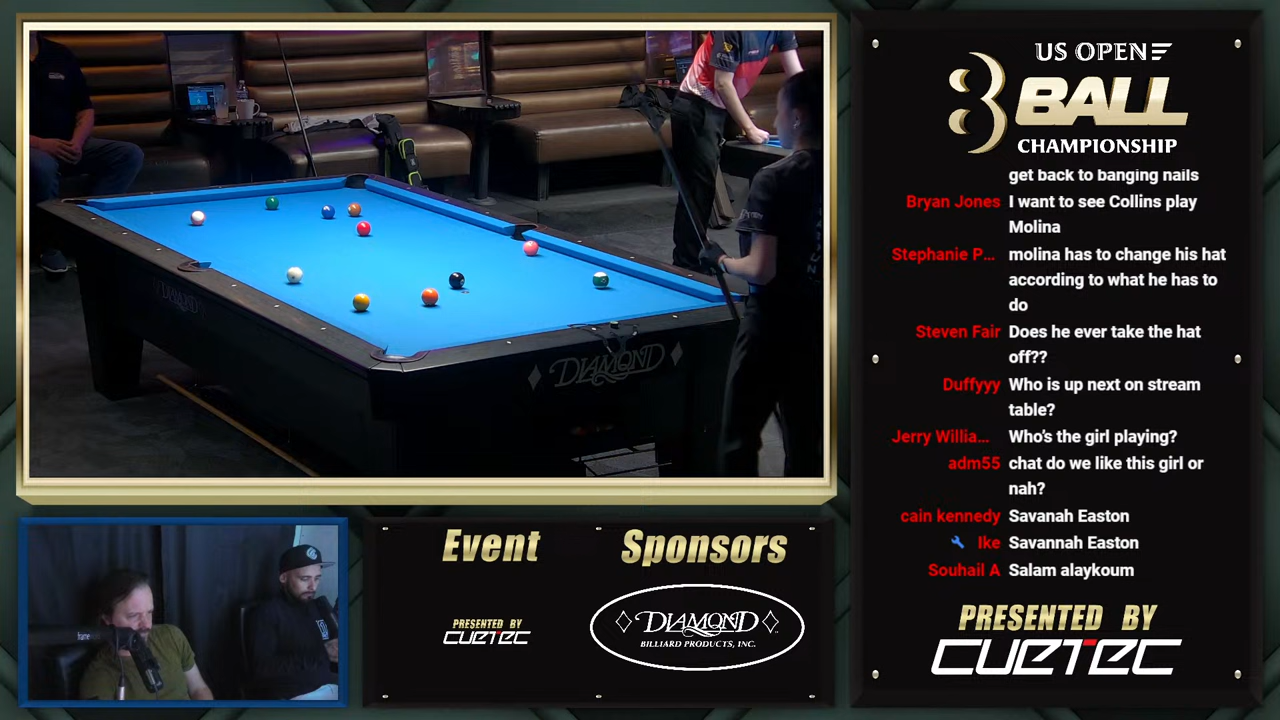 US OPEN
8 BALL
CHAMPIONSHIP
get back to banging nails
Bryan Jones I want to see Collins play
Molina
Stephanie P... molina has to change his hat
according to what he has to
do
Steven Fair Does he ever take the hat
off??
Duffyyy Who is up next on stream
table?
Jerry Willia... Who's the girl playing?
adm55 chat do we like this girl or
nah?
cain kennedy Savanah Easton
Ike Savannah Easton
Souhail A Salam alaykoum
PRESENTED BY
CUETEC
DIAMOND
DIAMOND
Event Sponsors
PRESENTED BY
CUETEC
DIAMOND
BILLIARD PRODUCTS, INC.
frame